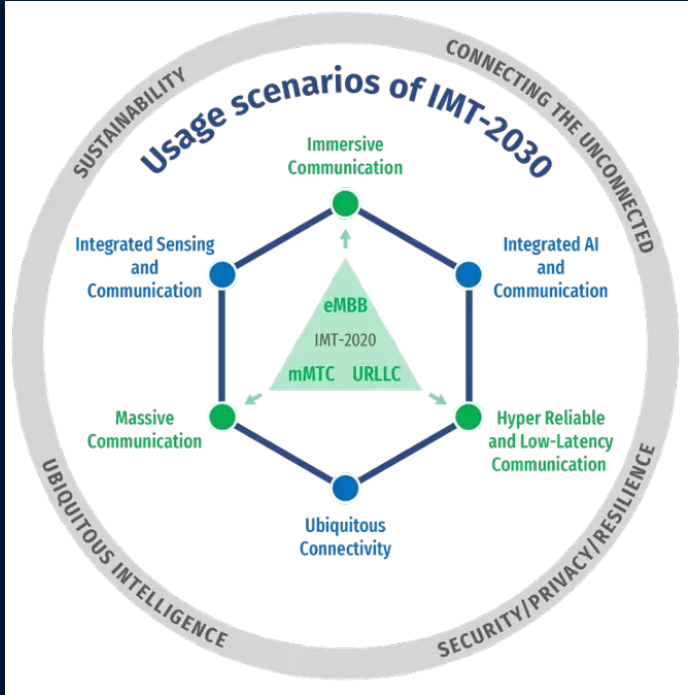 SUSTAINABILITY
CONNECTING THE UNCONNECTED
Usage scenarios of IMT-2030
Immersive
Communication
Integrated Sensing
and
Communication
Integrated AI
and
Communication
eMBB
IMT-2020
mMTC URLLC
Massive
Communication
Hyper Reliable
and Low-Latency
Communication
Ubiquitous
Connectivity
UBIQUITOUS INTELLIGENCE
SECURITY/PRIVACY/RESILIENCE